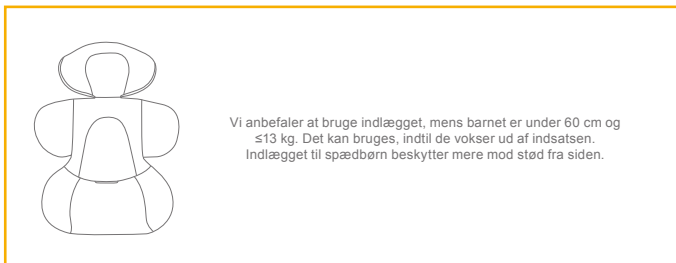 Vi anbefaler at bruge indlægget, mens barnet er under 60 cm og
≤13 kg. Det kan bruges, indtil de vokser ud af indsatsen.
Indlægget til spædbørn beskytter mere mod stød fra siden.